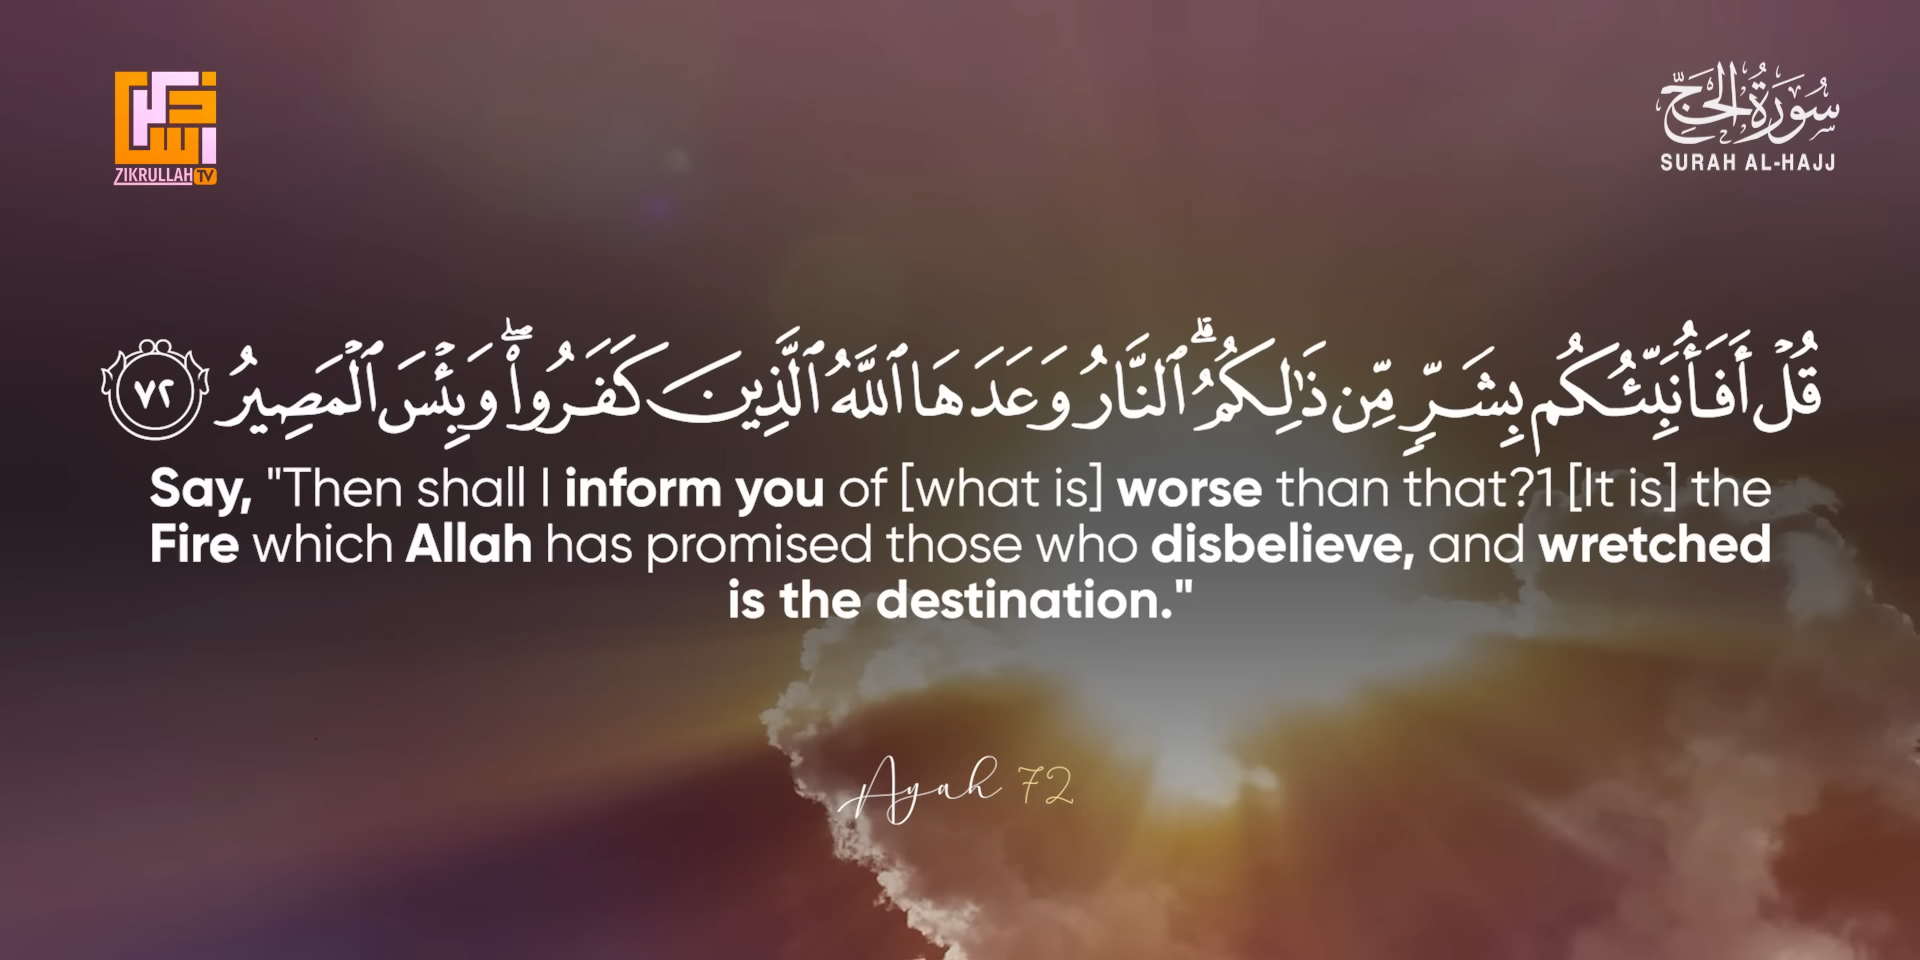 ZIKRULLAH TV
سُورَةُ الحَجِّ
SURAH AL-HAJJ
قُلۡ أَفَأُنَبِّئُكُم بِشَرّٖ مِّن ذَٰلِكُمُۚ ٱلنَّارُ وَعَدَهَا ٱللَّهُ ٱلَّذِينَ كَفَرُواْۖ وَبِئۡسَ ٱلۡمَصِيرُ ٧٢
Say, "Then shall I inform you of [what is] worse than that?1 [It is] the
Fire which Allah has promised those who disbelieve, and wretched
is the destination."
Ayah 72